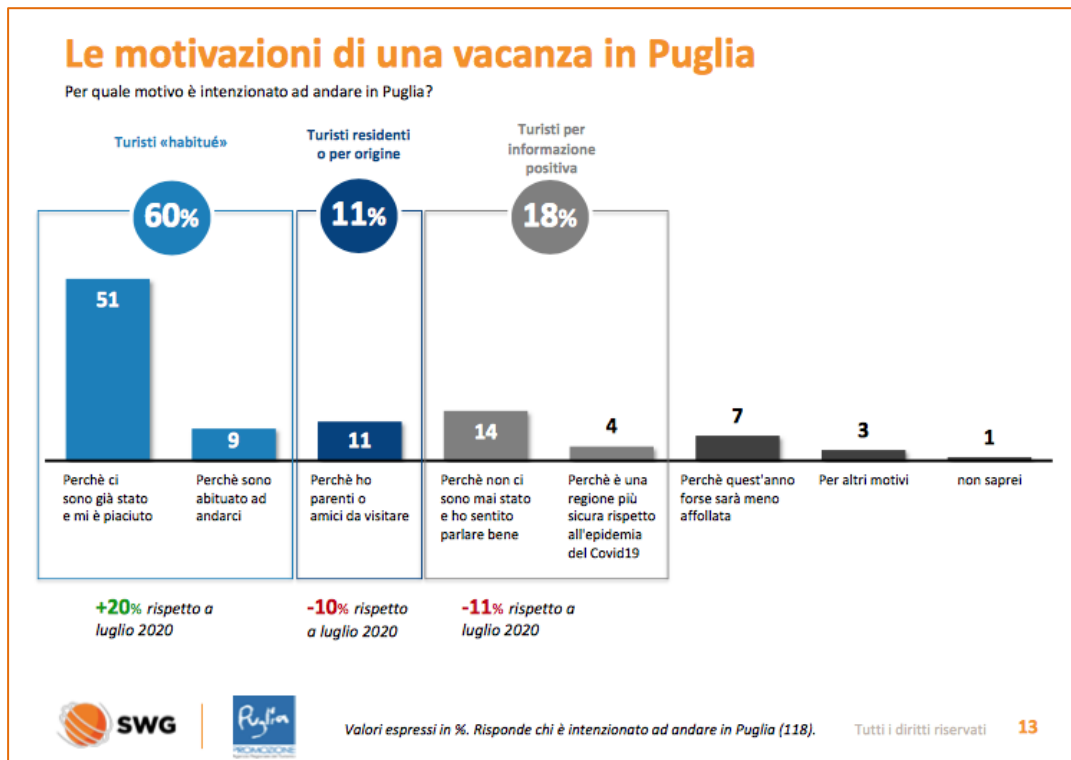 Le motivazioni di una vacanza in Puglia
Per quale motivo è intenzionato ad andare in Puglia?
Turisti «habitué»
Turisti residenti
o per origine
Turisti per
informazione
positiva
60%
11%
18%
51
9
11
14
4
7
3
1
Perchè ci
sono già stato
e mi è piaciuto
Perchè sono
abituato ad
andarci
Perchè ho
parenti o
amici da visitare
Perchè non ci
sono mai stato
e ho sentito
parlare bene
Perchè è una
regione più
sicura rispetto
all'epidemia
del Covid19
Perchè quest'anno
forse sarà meno
affollata
Per altri motivi
non saprei
+20% rispetto a
luglio 2020
-10% rispetto
a luglio 2020
-11% rispetto a
luglio 2020
SWG
Puglia
PROMOZIONE
Valori espressi in %. Risponde chi è intenzionato ad andare in Puglia (118).
Tutti i diritti riservati
13